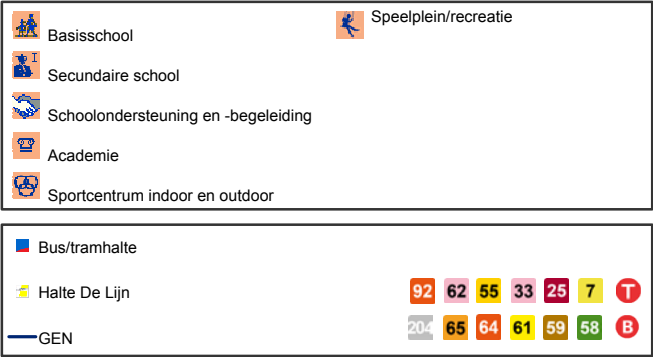 Basisschool
Speelplein/recreatie
I
Secundaire school
Schoolondersteuning en -begeleiding
Academie
Sportcentrum indoor en outdoor
Bus/tramhalte
Halte De Lijn 92 62 55 33 25 7 T
204 65 64 61 59 58 B
GEN